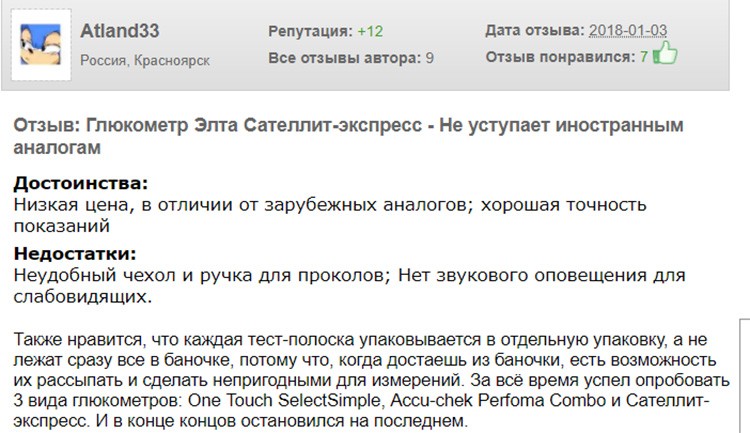 Atland33
Россия, Красноярск
Репутация: +12
Все отзывы автора: 9
Дата отзыва: 2018-01-03
Отзыв понравился: 7
Отзыв: Глюкометр Элта Сателлит-экспресс - Не уступает иностранным
аналогам
Достоинства:
Низкая цена, в отличии от зарубежных аналогов; хорошая точность
показаний
Недостатки:
Неудобный чехол и ручка для проколов; Нет звукового оповещения для
слабовидящих.
Также нравится, что каждая тест-полоска упаковывается в отдельную упаковку, а не
лежат сразу все в баночке, потому что, когда достаешь из баночки, есть возможность
их рассыпать и сделать непригодными для измерений. За всё время успел опробовать
3 вида глюкометров: One Touch SelectSimple, Accu-chek Perfoma Combo и Сателлит-
экспресс. И в конце концов остановился на последнем.